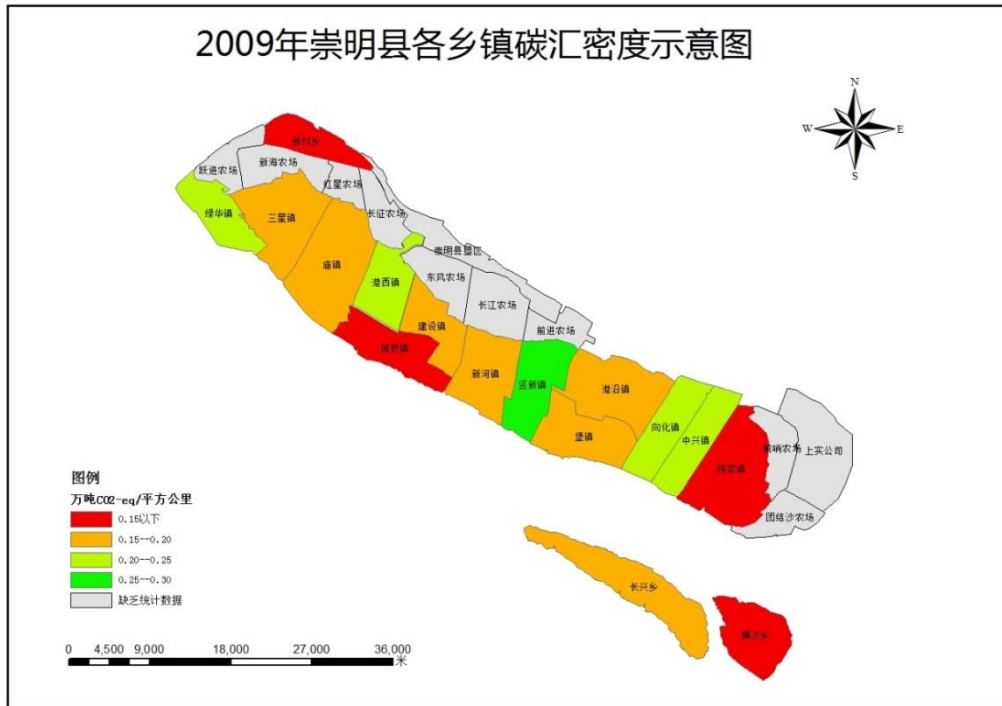 2009年崇明县各乡镇碳汇密度示意图
N
W
E
S
新村乡
跃进农场
新海农场
红星农场
绿华镇
三星镇
长征农场
庙镇
崇明县垦区
港西镇
东风农场
长江农场
建设镇
前进农场
城桥镇
新河镇
竖新镇
港沿镇
堡镇
向化镇
中兴镇
陈家镇
前哨农场
上实公司
团结沙农场
长兴乡
横沙乡
图例
万吨CO2-eq/平方公里
0.15以下
0.15--0.20
0.20--0.25
0.25--0.30
缺乏统计数据
0 4,500 9,000 18,000 27,000 36,000
米